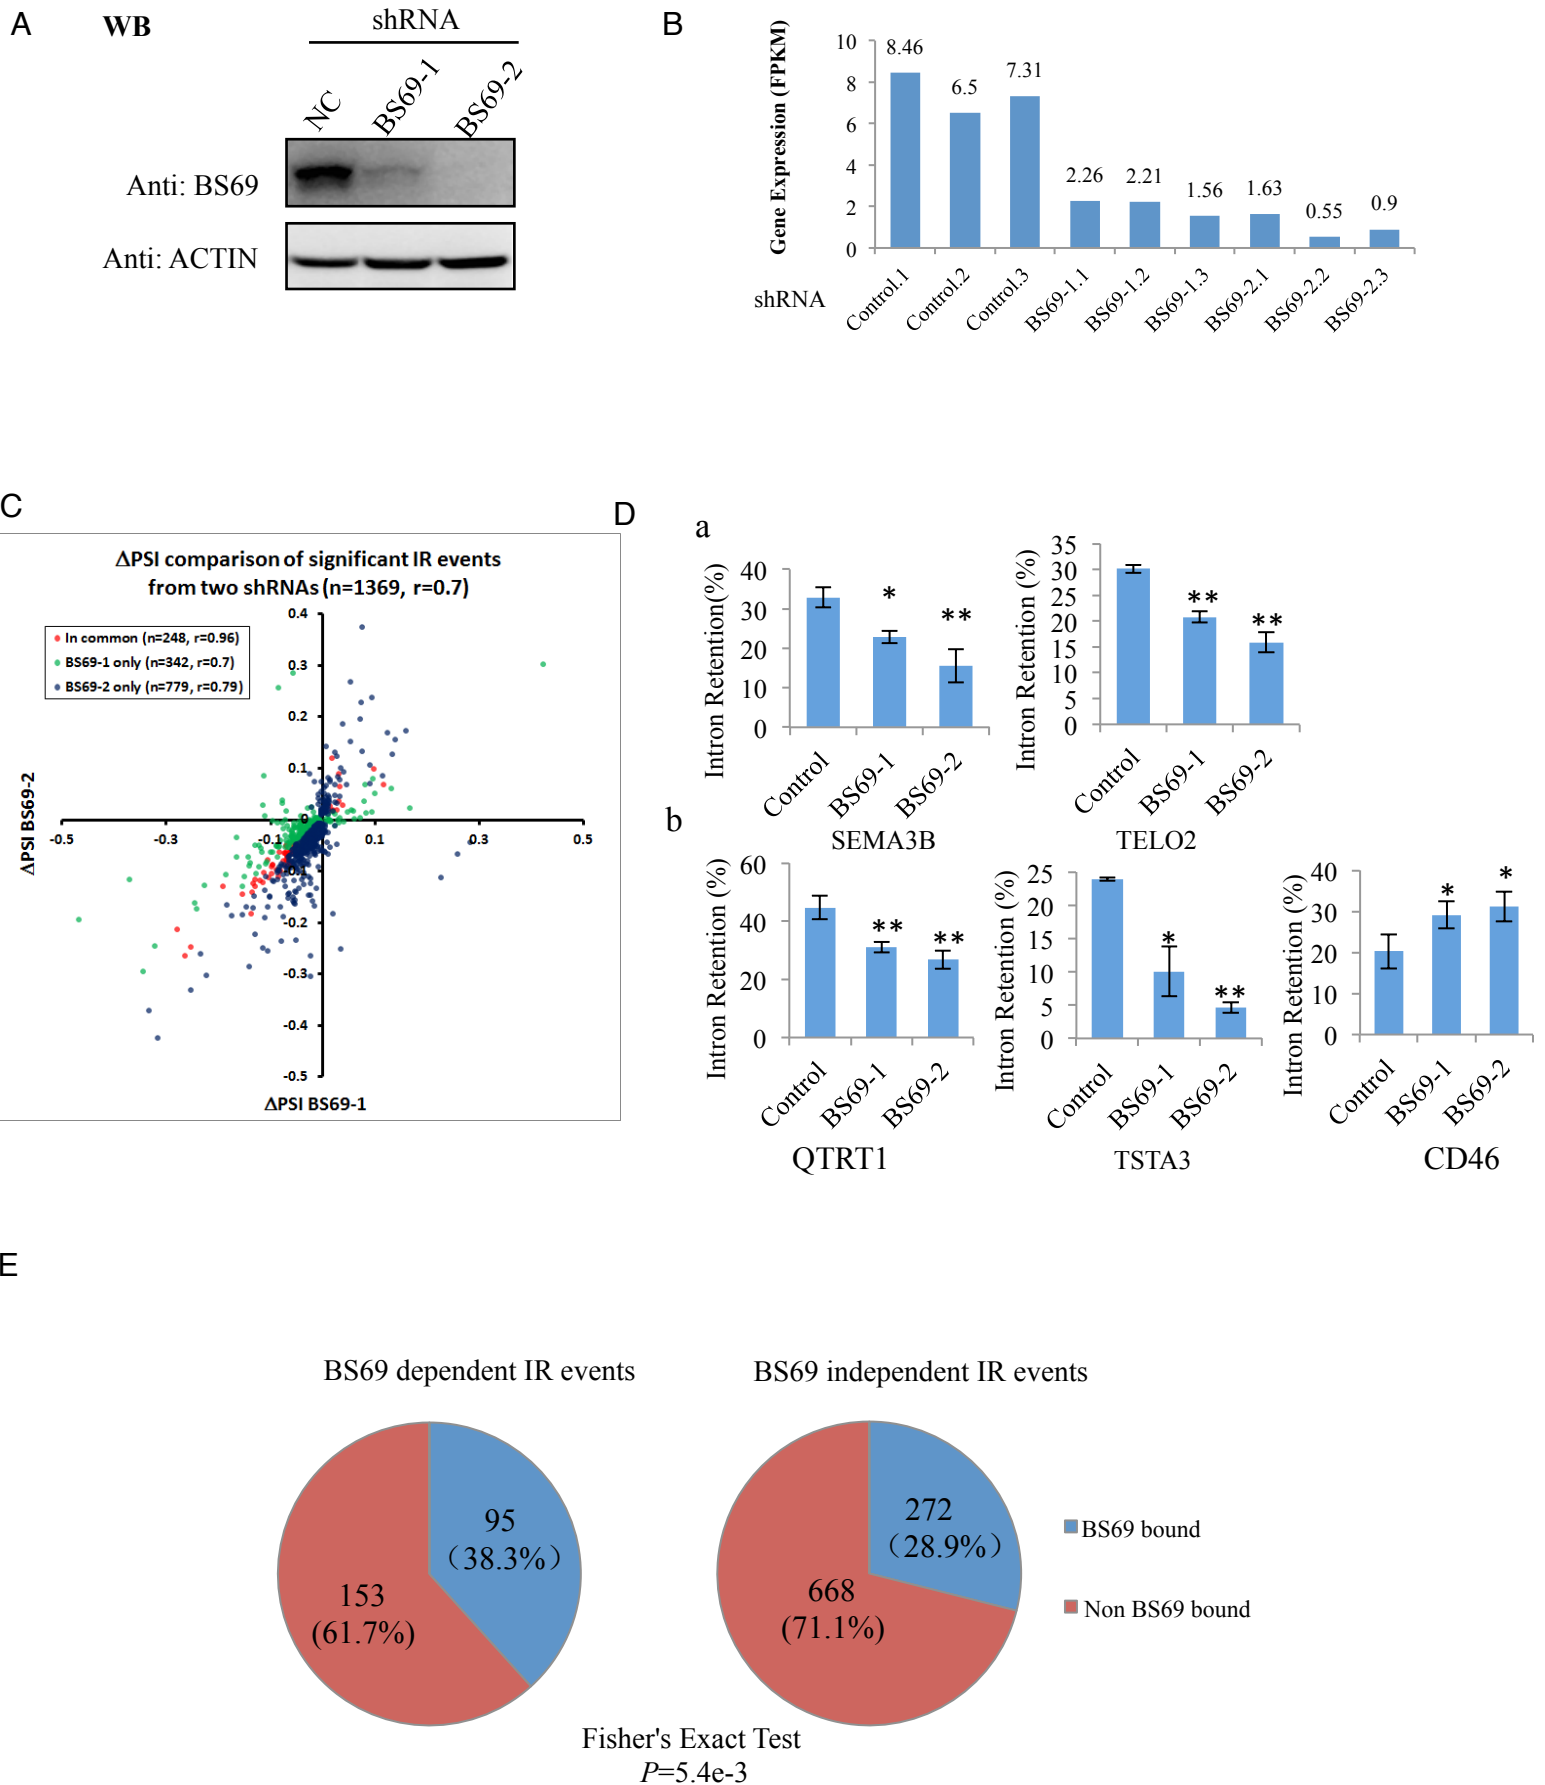 A
WB
shRNA
NC
BS69-1
BS69-2
Anti: BS69
Anti: ACTIN
B
Gene Expression (FPKM)
10
8
6
4
2
0
8.46
6.5
7.31
2.26
2.21
1.56
1.63
0.55
0.9
shRNA
Control.1
Control.2
Control.3
BS69-1.1
BS69-1.2
BS69-1.3
BS69-2.1
BS69-2.2
BS69-2.3
C
ΔPSI comparison of significant IR events
from two shRNAs (n=1369, r=0.7)
In common (n=248, r=0.96)
BS69-1 only (n=342, r=0.7)
BS69-2 only (n=779, r=0.79)
0.4
0.3
0.2
0.1
0
-0.1
-0.2
-0.3
-0.4
-0.5
-0.5
-0.3
-0.1
0.1
0.3
0.5
ΔPSI BS69-2
ΔPSI BS69-1
D
a
Intron Retention(%)
40
30
20
10
0
*
**
Control
BS69-1
BS69-2
SEMA3B
Intron Retention (%)
35
30
25
20
15
10
5
0
**
**
Control
BS69-1
BS69-2
TELO2
b
Intron Retention (%)
60
40
20
0
**
**
Control
BS69-1
BS69-2
QTRT1
Intron Retention (%)
25
20
15
10
5
0
*
**
Control
BS69-1
BS69-2
TSTA3
Intron Retention (%)
40
30
20
10
0
*
*
Control
BS69-1
BS69-2
CD46
E
BS69 dependent IR events
95
(38.3%)
153
(61.7%)
BS69 independent IR events
272
(28.9%)
668
(71.1%)
BS69 bound
Non BS69 bound
Fisher's Exact Test
P=5.4e-3